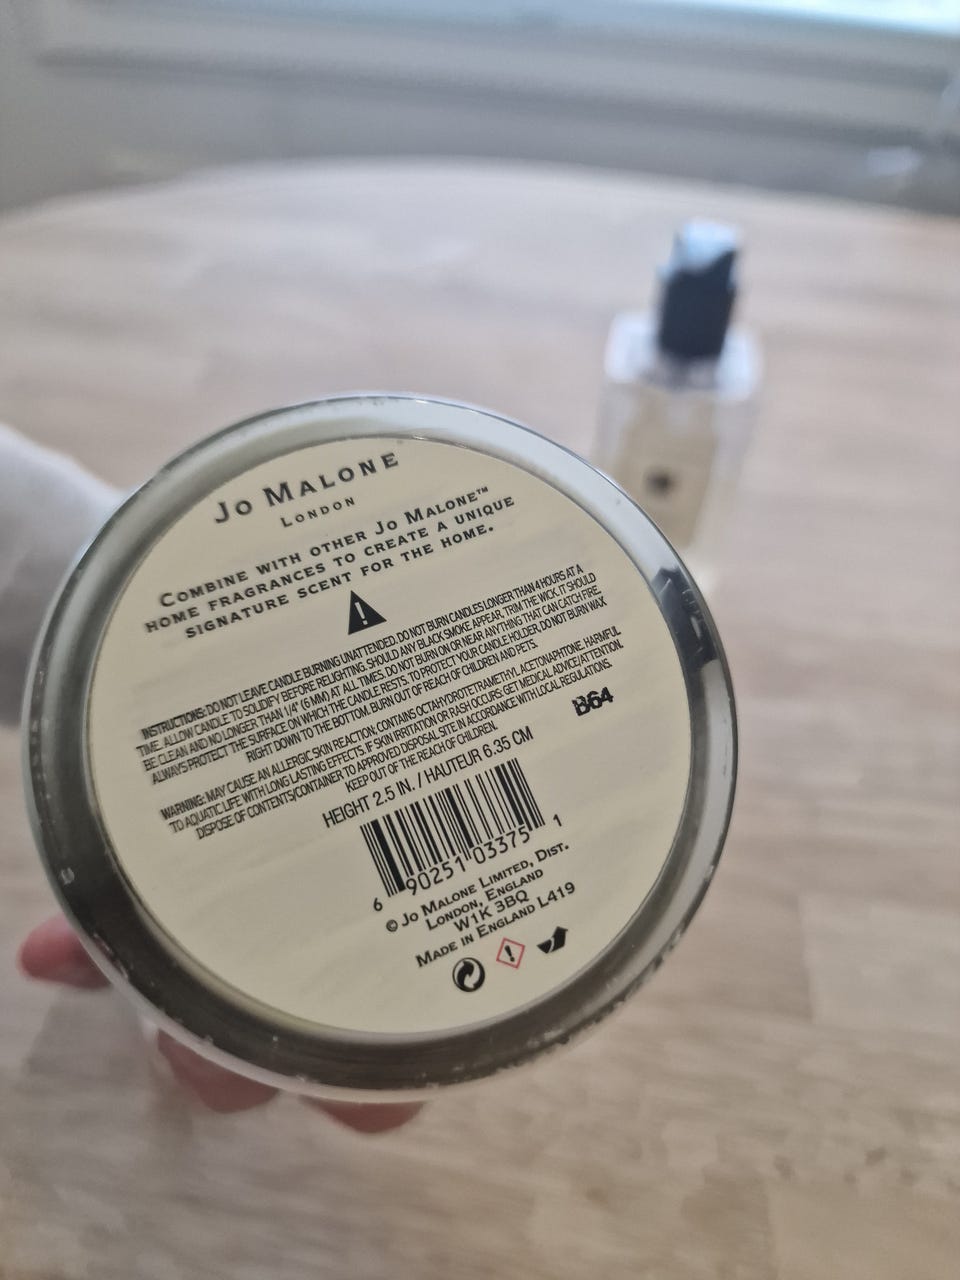 JO MALONE
LONDON
COMBINE WITH OTHER JO MALONE™
HOME FRAGRANCES TO CREATE A UNIQUE
SIGNATURE SCENT FOR THE HOME.
INSTRUCTIONS: DO NOT LEAVE CANDLE BURNING UNATTENDED. DO NOT BURN CANDLES LONGER THAN 4 HOURS AT A
TIME. ALLOW CANDLE TO SOLIDIFY BEFORE RELIGHTING. SHOULD ANY BLACK SMOKE APPEAR, TRIM THE WICK. IT SHOULD
BE CLEAN AND NO LONGER THAN 1/4" (6 MM) AT ALL TIMES. DO NOT BURN ON OR NEAR ANYTHING THAT CAN CATCH FIRE.
ALWAYS PROTECT THE SURFACE ON WHICH THE CANDLE RESTS. TO PROTECT YOUR CANDLE HOLDER, DO NOT BURN WAX
RIGHT DOWN TO THE BOTTOM. BURN OUT OF REACH OF CHILDREN AND PETS.
WARNING: MAY CAUSE AN ALLERGIC SKIN REACTION. CONTAINS OCTAHYDROTETRAMETHYL ACETONAPHTONE. HARMFUL
TO AQUATIC LIFE WITH LONG LASTING EFFECTS. IF SKIN IRRITATION OR RASH OCCURS: GET MEDICAL ADVICE/ATTENTION.
DISPOSE OF CONTENTS/CONTAINER TO APPROVED DISPOSAL SITE IN ACCORDANCE WITH LOCAL REGULATIONS.
KEEP OUT OF THE REACH OF CHILDREN.
B64
HEIGHT 2.5 IN. / HAUTEUR 6.35 CM
6 90251 03375 1
© JO MALONE LIMITED, DIST.
LONDON, ENGLAND
W1K 3BQ
MADE IN ENGLAND L419